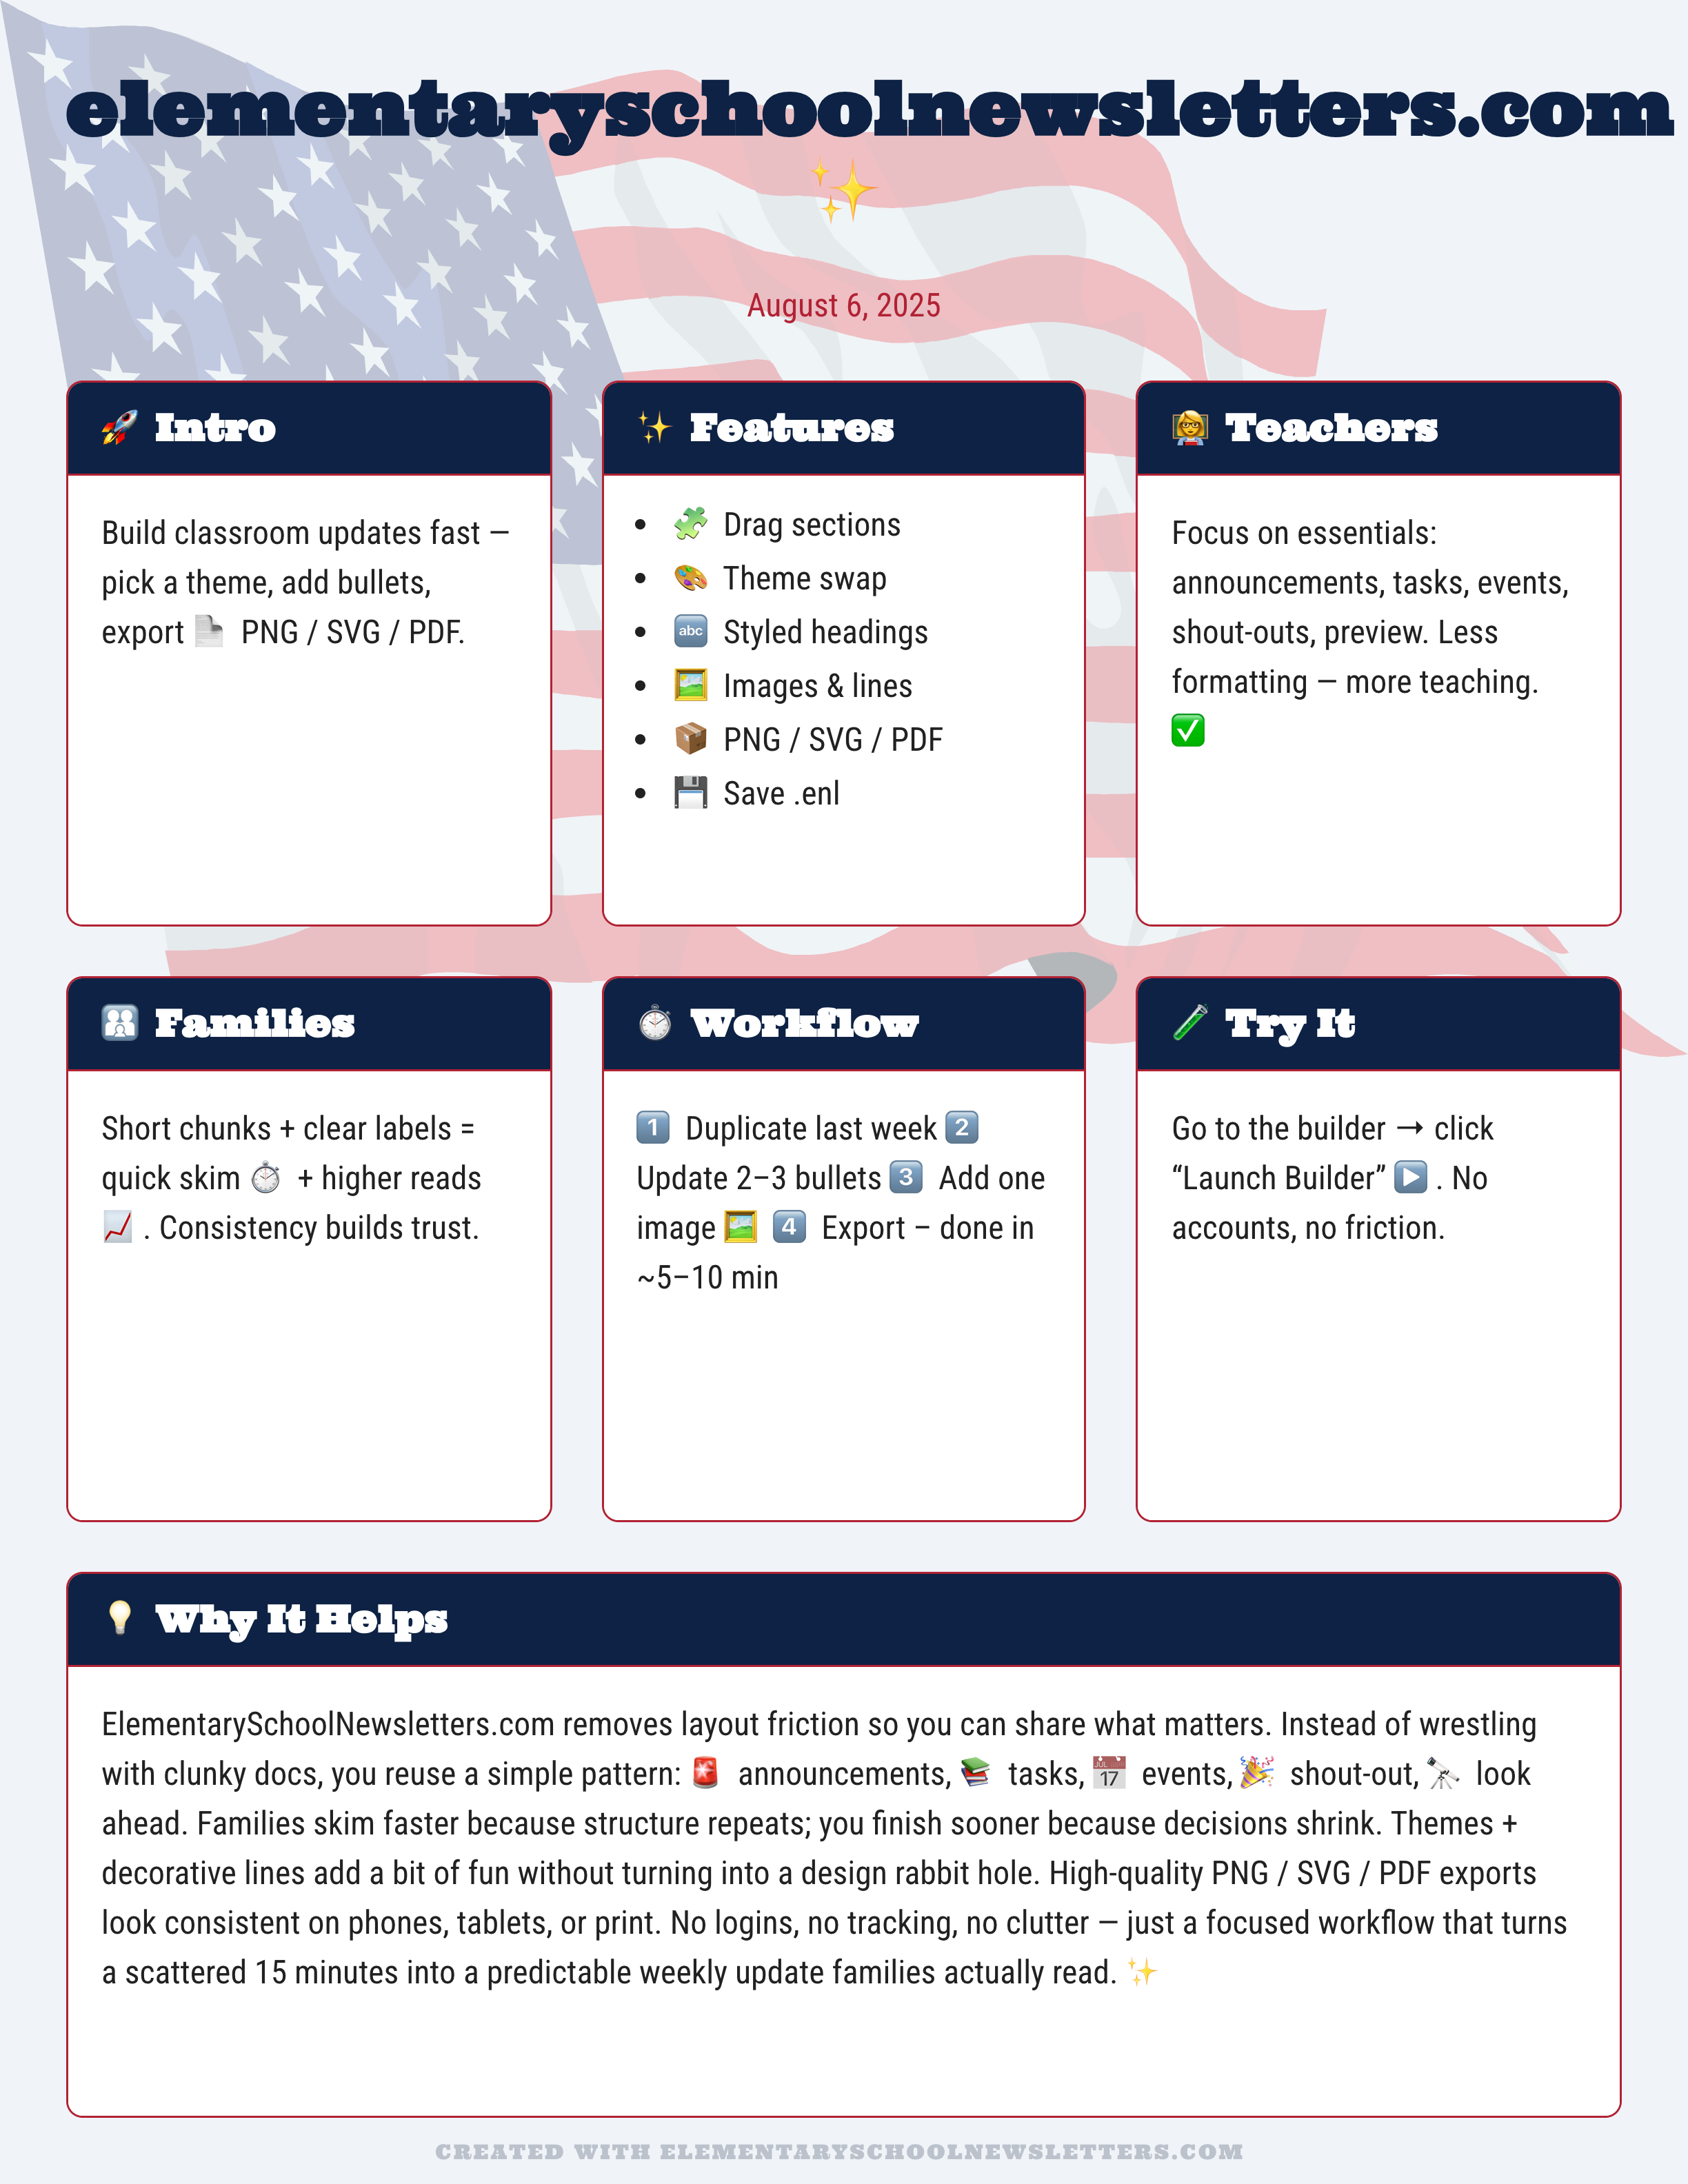 elementaryschoolnewsletters.com
✨
August 6, 2025
🚀 Intro
Build classroom updates fast —
pick a theme, add bullets,
export 📄 PNG / SVG / PDF.
✨ Features
• 🧩 Drag sections
• 🎨 Theme swap
• 🔤 Styled headings
• 🖼️ Images & lines
• 📦 PNG / SVG / PDF
• 💾 Save .enl
👩‍🏫 Teachers
Focus on essentials:
announcements, tasks, events,
shout-outs, preview. Less
formatting — more teaching.
✅
👪 Families
Short chunks + clear labels =
quick skim ⏱️ + higher reads
📈 . Consistency builds trust.
⏱️ Workflow
1️⃣ Duplicate last week 2️⃣
Update 2–3 bullets 3️⃣ Add one
image 🖼️ 4️⃣ Export – done in
~5–10 min
🧪 Try It
Go to the builder → click
“Launch Builder” ▶️ . No
accounts, no friction.
💡 Why It Helps
ElementarySchoolNewsletters.com removes layout friction so you can share what matters. Instead of wrestling
with clunky docs, you reuse a simple pattern: 🚨 announcements, 📚 tasks, 📅 events, 🎉 shout-out, 🔭 look
ahead. Families skim faster because structure repeats; you finish sooner because decisions shrink. Themes +
decorative lines add a bit of fun without turning into a design rabbit hole. High-quality PNG / SVG / PDF exports
look consistent on phones, tablets, or print. No logins, no tracking, no clutter — just a focused workflow that turns
a scattered 15 minutes into a predictable weekly update families actually read. ✨
CREATED WITH ELEMENTARYSCHOOLNEWSLETTERS.COM